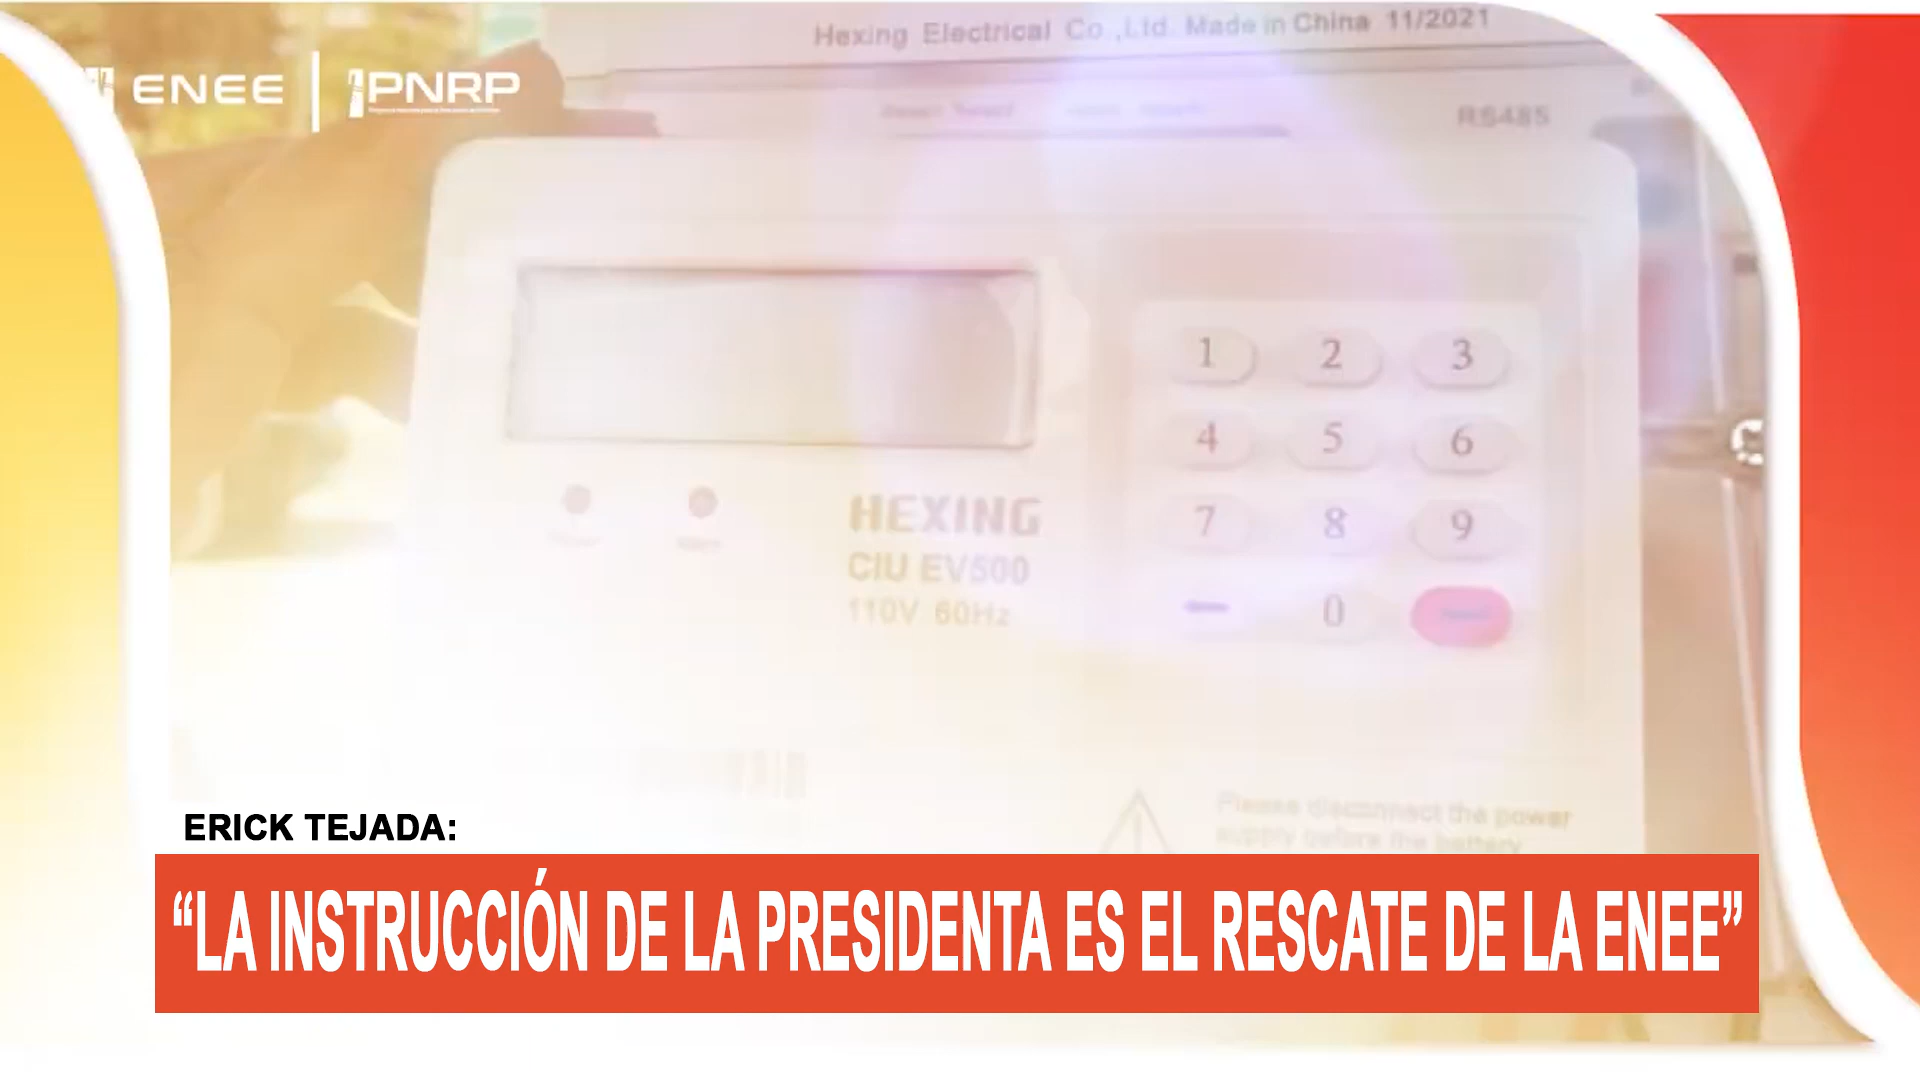 Hexing Electrical Co.,Ltd. Made in China 11/2021
ENEE
PNRP
RS485
1 2 3
4 5 6
7 8 9
0
HEXING
CIU EV500
110V 60Hz
Please disconnect the power
supply before the battery
ERICK TEJADA:
“LA INSTRUCCIÓN DE LA PRESIDENTA ES EL RESCATE DE LA ENEE”